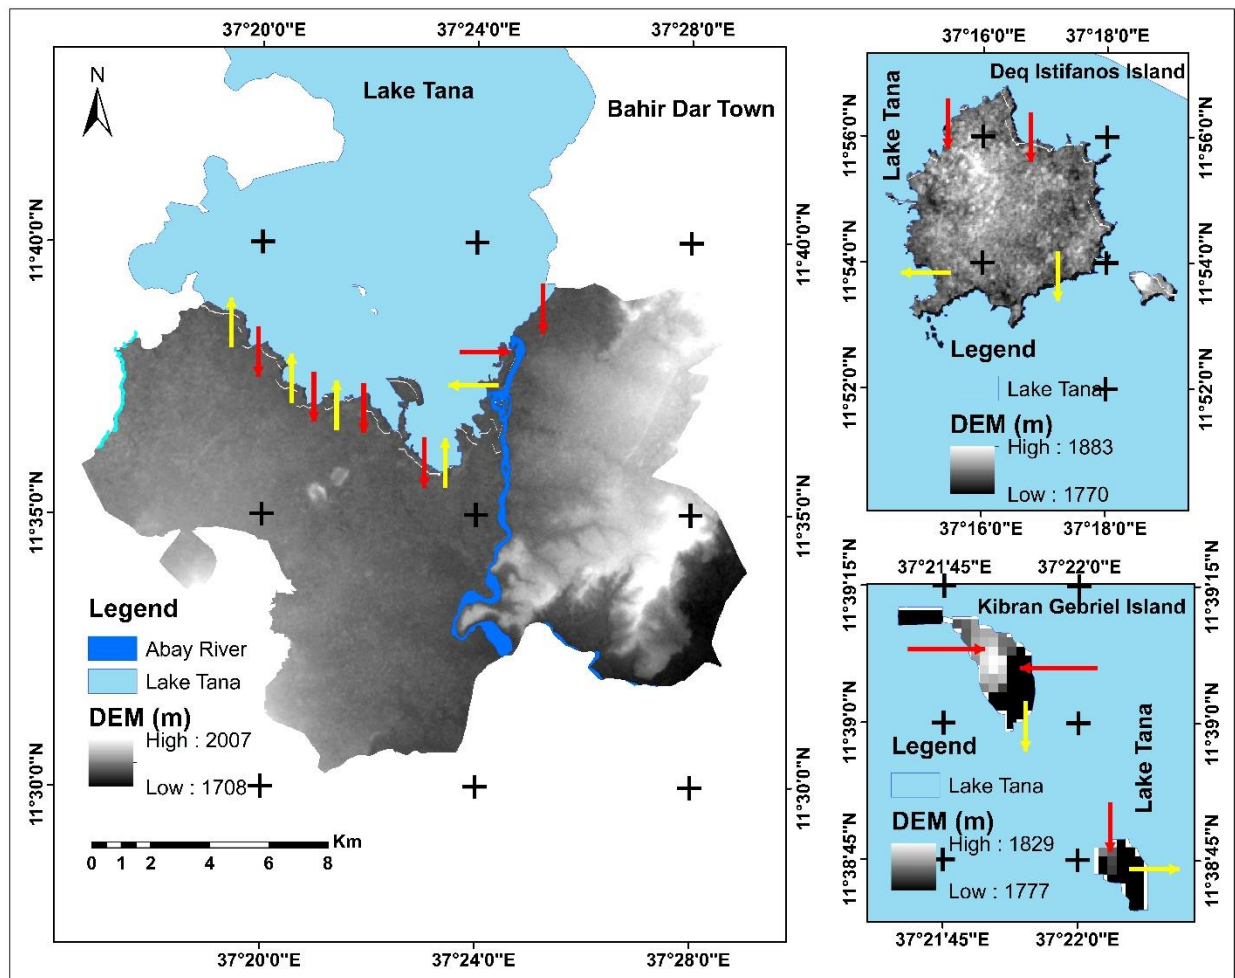 37°20'0"E 37°24'0"E 37°28'0"E
N
Lake Tana
Bahir Dar Town
11°40'0"N
11°40'0"N
11°35'0"N
11°35'0"N
11°30'0"N
11°30'0"N
Legend
Abay River
Lake Tana
DEM (m)
High : 2007
Low : 1708
Km
0 1 2 4 6 8
37°20'0"E 37°24'0"E 37°28'0"E
37°16'0"E 37°18'0"E
Deq Istifanos Island
Lake Tana
11°56'0"N
11°56'0"N
11°54'0"N
11°54'0"N
11°52'0"N
11°52'0"N
Legend
Lake Tana
DEM (m)
High : 1883
Low : 1770
37°16'0"E 37°18'0"E
37°21'45"E 37°22'0"E
Kibran Gebriel Island
11°39'15"N
11°39'15"N
11°39'0"N
11°39'0"N
11°38'45"N
11°38'45"N
Legend
Lake Tana
Lake Tana
DEM (m)
High : 1829
Low : 1777
37°21'45"E 37°22'0"E